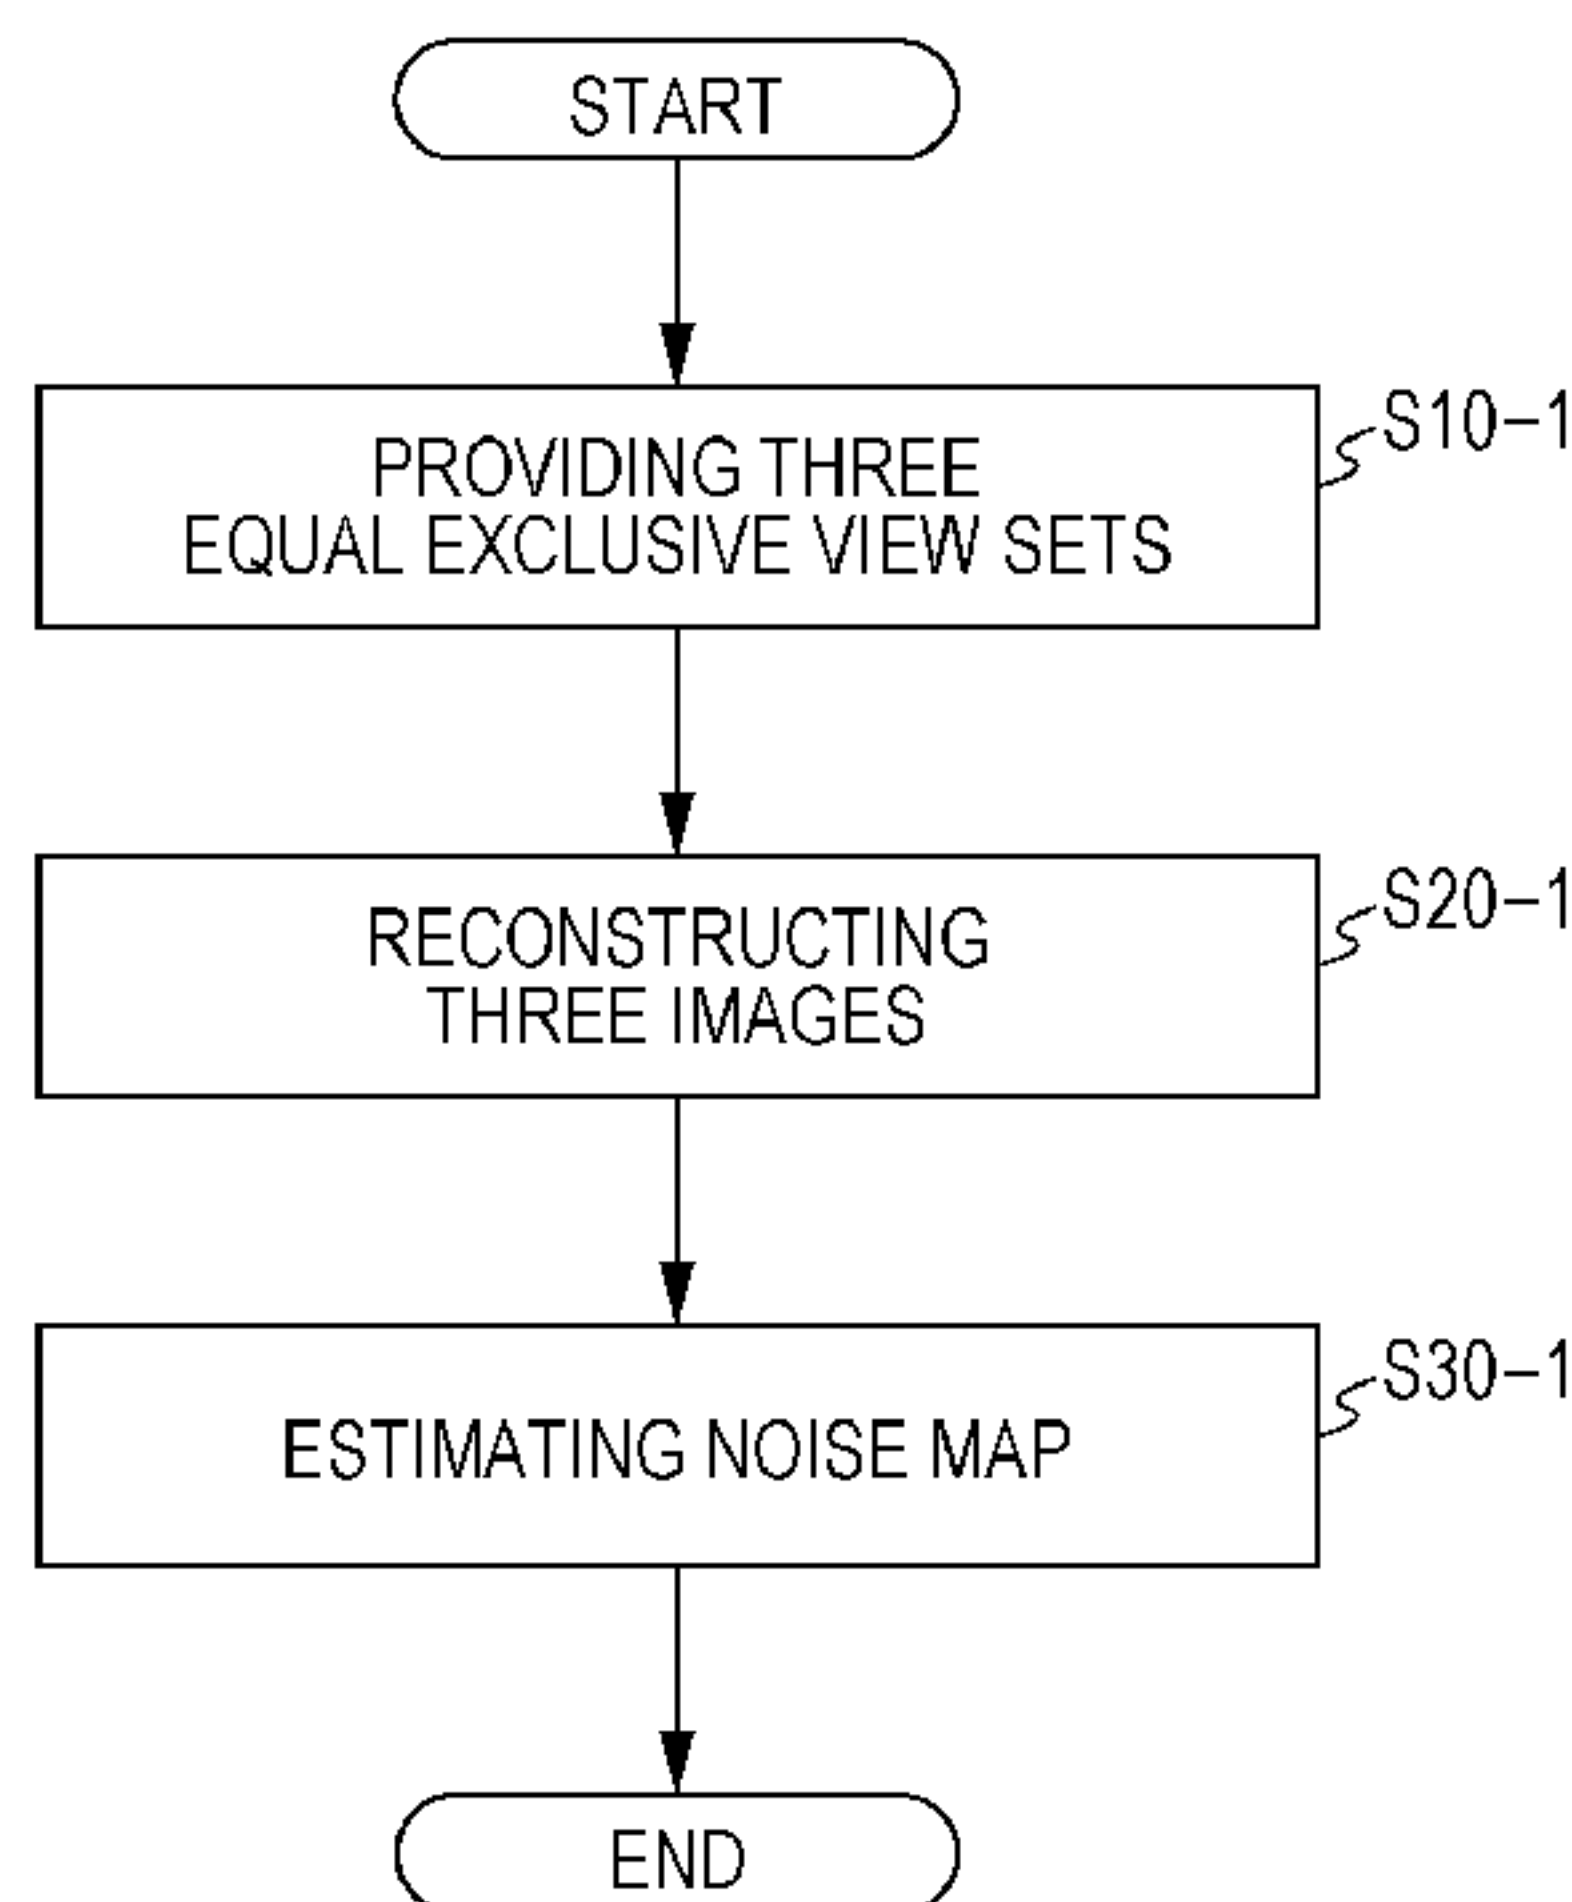 START
PROVIDING THREE
EQUAL EXCLUSIVE VIEW SETS
S10-1
RECONSTRUCTING
THREE IMAGES
S20-1
ESTIMATING NOISE MAP
S30-1
END